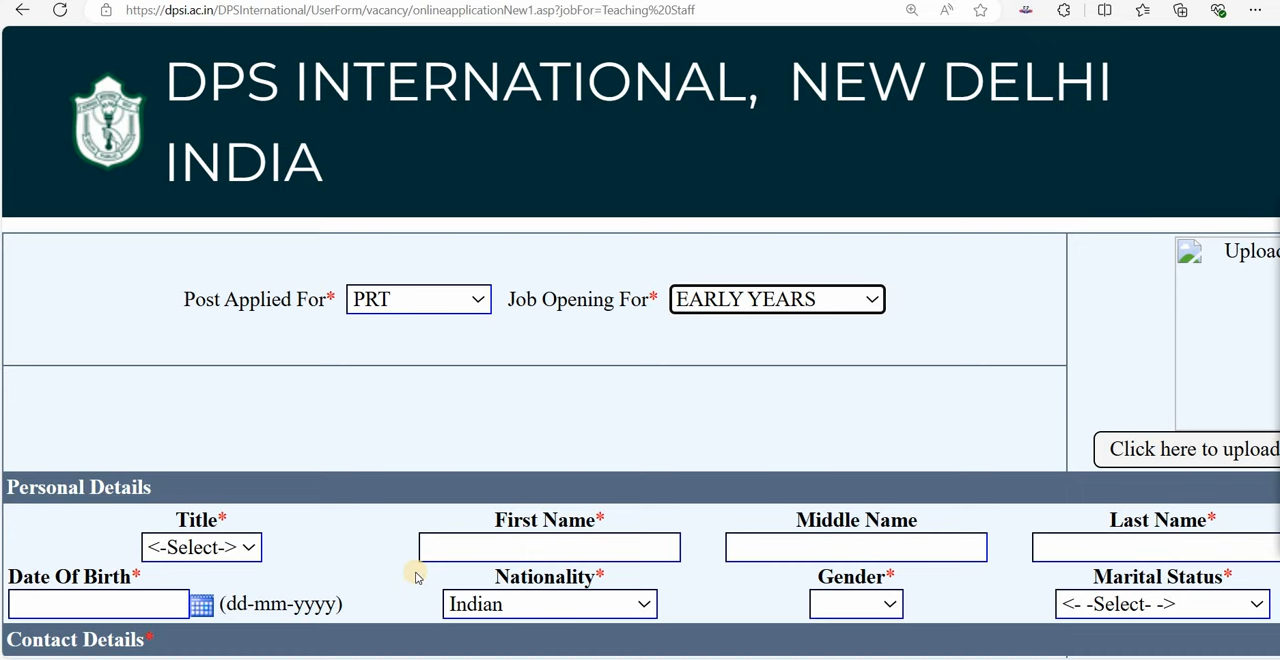 https://dpsi.ac.in/DPSInternational/UserForm/vacancy/onlineapplicationNew1.asp?jobFor=Teaching%20Staff
DPS INTERNATIONAL, NEW DELHI
INDIA
Post Applied For* PRT Job Opening For* EARLY YEARS
Upload
Click here to upload
Personal Details
Title* First Name* Middle Name Last Name*
<-Select->
Date Of Birth* Nationality* Gender* Marital Status*
(dd-mm-yyyy) Indian <- -Select- ->
Contact Details*